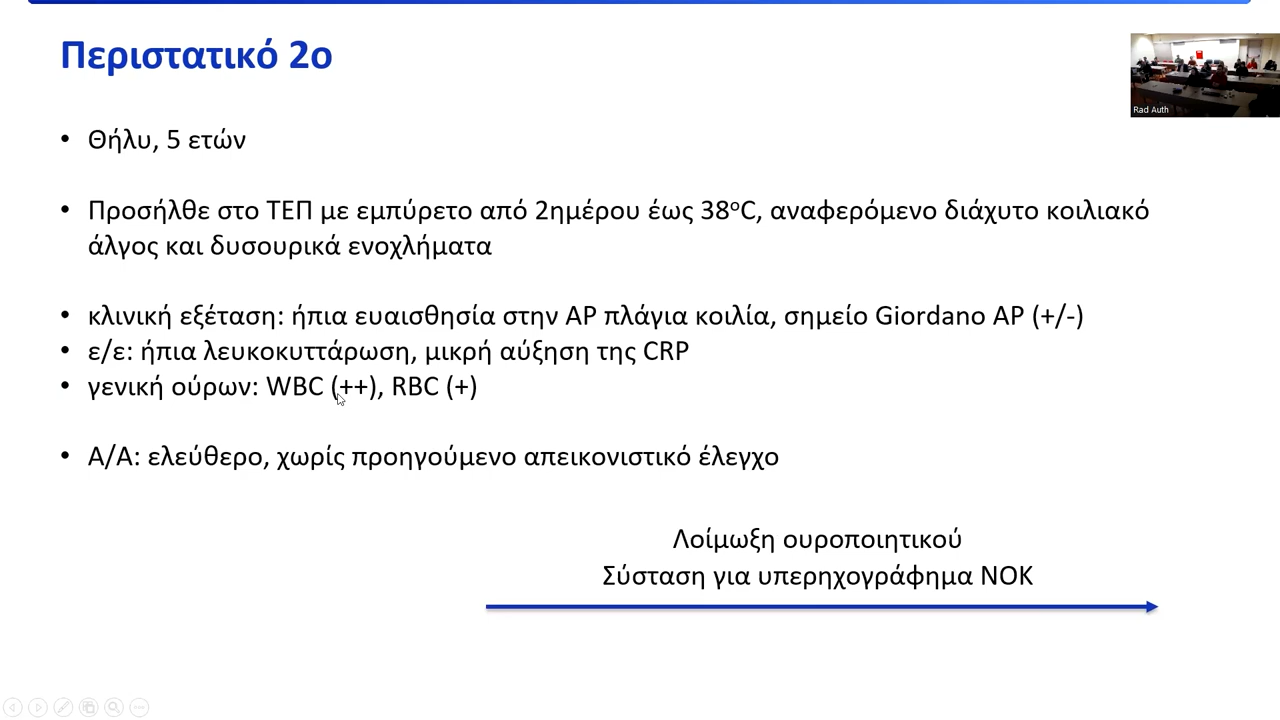 Περιστατικό 2ο
Rad Auth
• Θήλυ, 5 ετών
• Προσήλθε στο ΤΕΠ με εμπύρετο από 2ημέρου έως 38οC, αναφερόμενο διάχυτο κοιλιακό
άλγος και δυσουρικά ενοχλήματα
• κλινική εξέταση: ήπια ευαισθησία στην ΑΡ πλάγια κοιλία, σημείο Giordano ΑΡ (+/-)
• ε/ε: ήπια λευκοκυττάρωση, μικρή αύξηση της CRP
• γενική ούρων: WBC (++), RBC (+)
• Α/Α: ελεύθερο, χωρίς προηγούμενο απεικονιστικό έλεγχο
Λοίμωξη ουροποιητικού
Σύσταση για υπερηχογράφημα ΝΟΚ